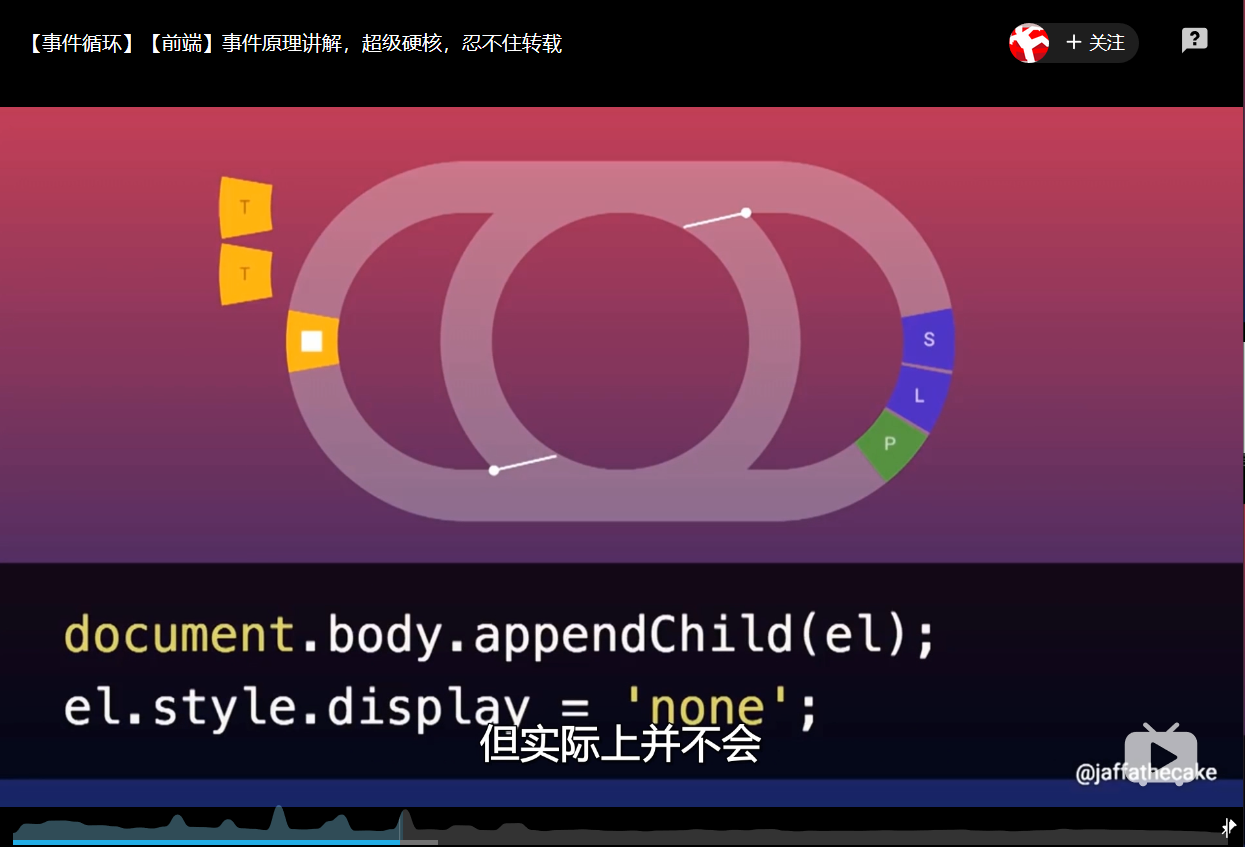 【事件循环】【前端】事件原理讲解，超级硬核，忍不住转载
+ 关注
?
T
T
S
L
P
document.body.appendChild(el);
el.style.display = 'none';
但实际上并不会
@jaffathecake